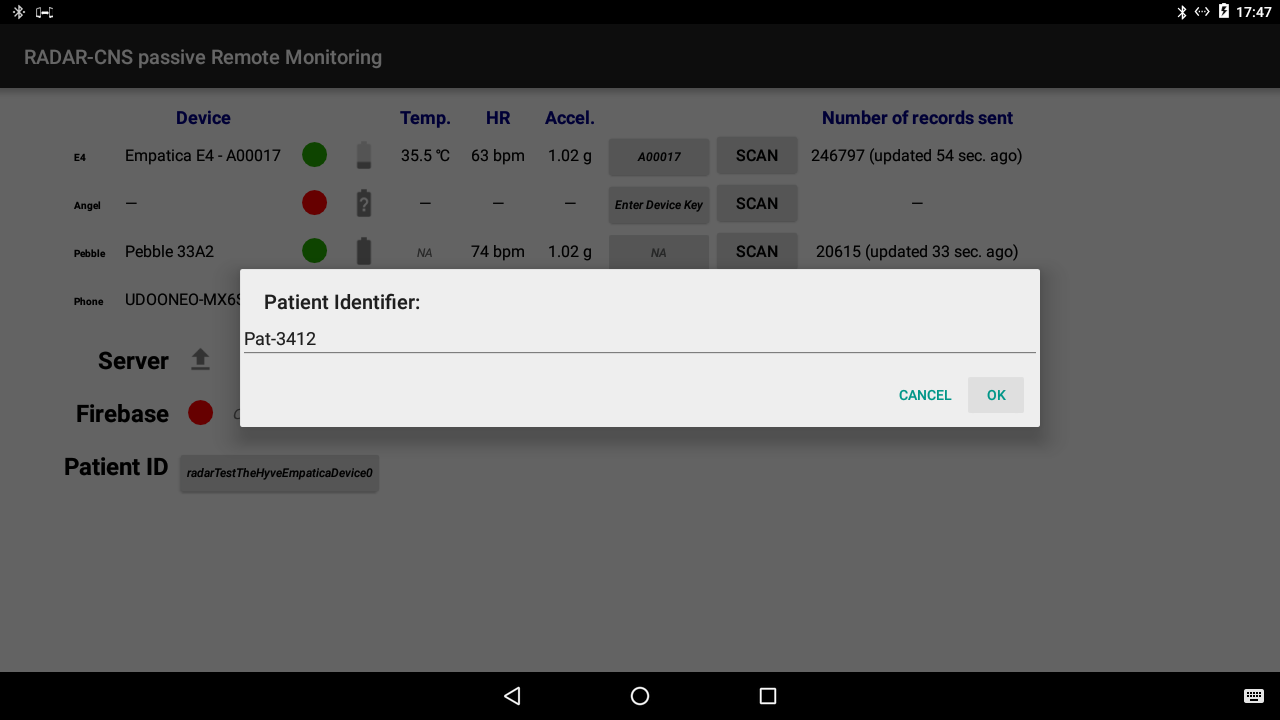 17:47
RADAR-CNS passive Remote Monitoring
Device Temp. HR Accel. Number of records sent
E4 Empatica E4 - A00017 35.5 °C 63 bpm 1.02 g A00017 SCAN 246797 (updated 54 sec. ago)
Angel — ? — — — Enter Device Key SCAN —
Pebble Pebble 33A2 NA 74 bpm 1.02 g NA SCAN 20615 (updated 33 sec. ago)
Phone UDOONEO-MX6S
Patient Identifier:
Pat-3412
CANCEL OK
Server
Firebase
Patient ID radarTestTheHyveEmpaticaDevice0